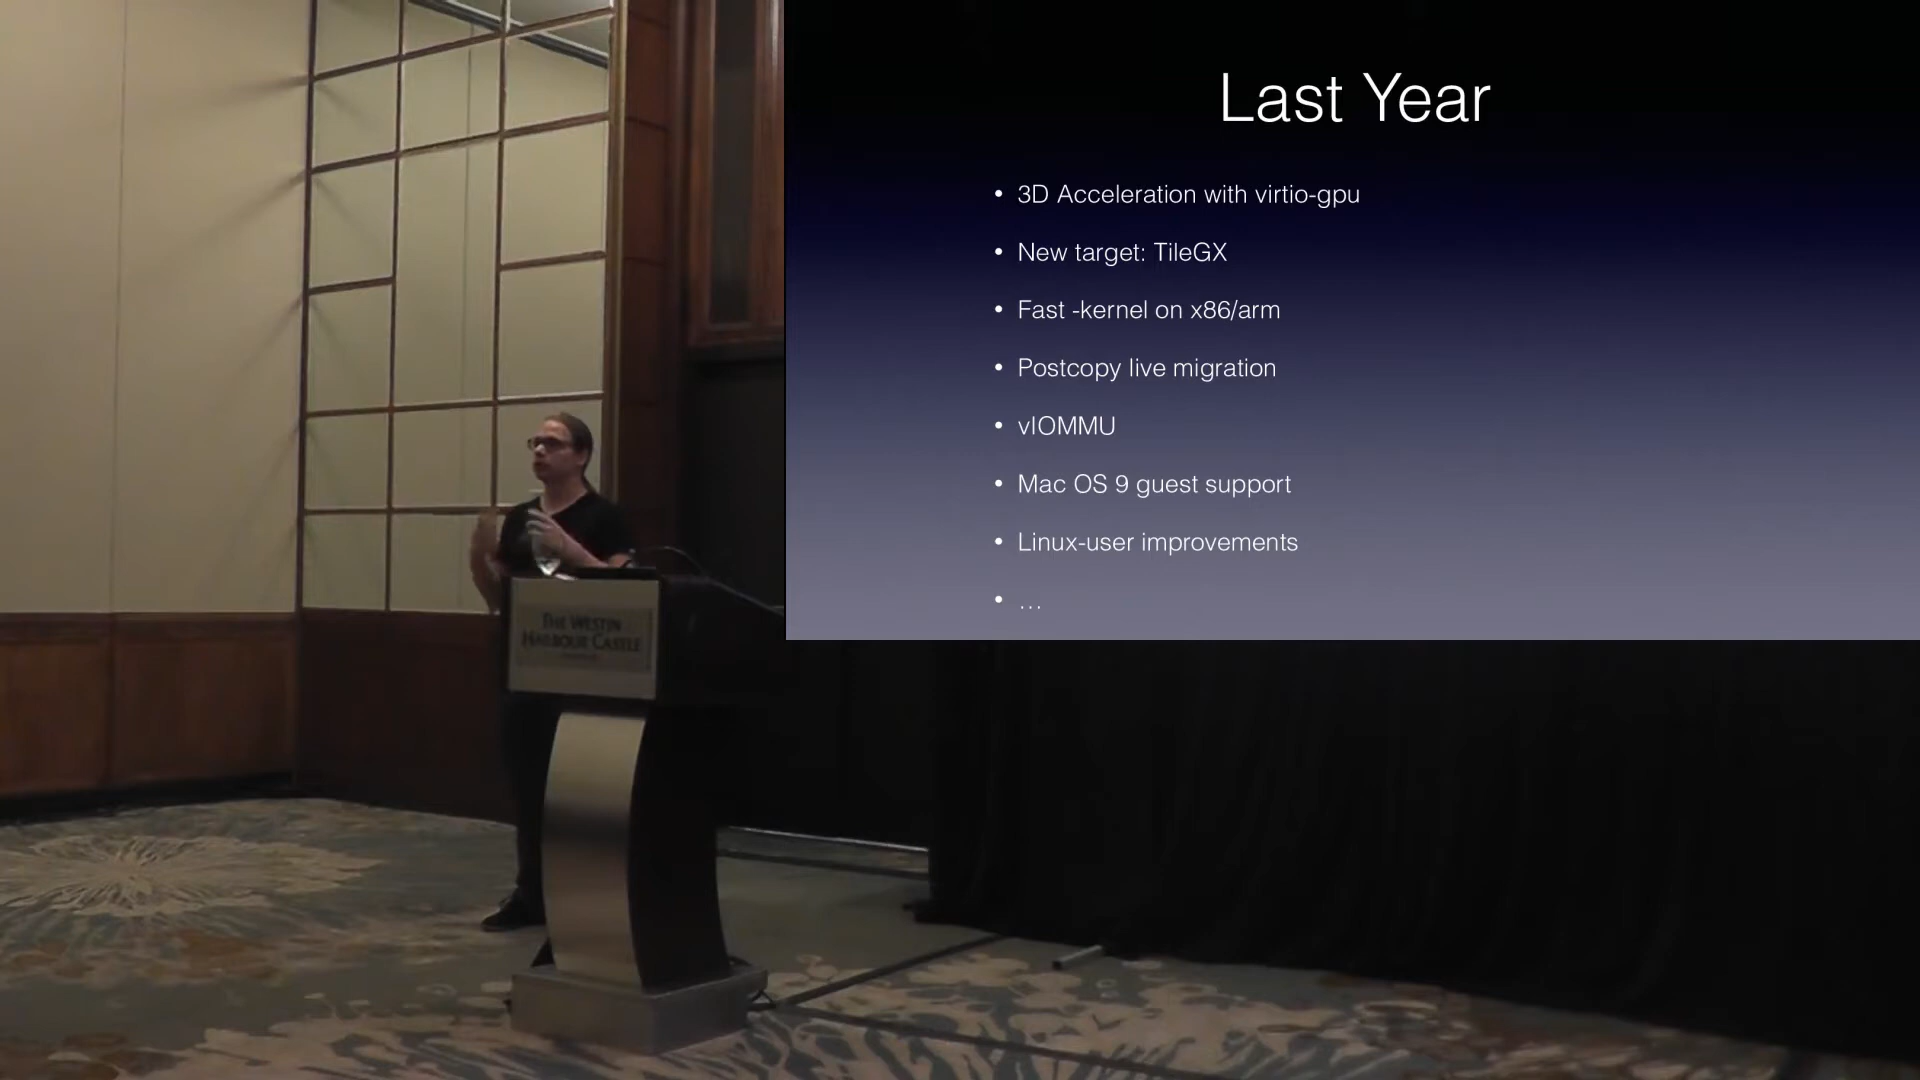 Last Year
• 3D Acceleration with virtio-gpu
• New target: TileGX
• Fast -kernel on x86/arm
• Postcopy live migration
• vIOMMU
• Mac OS 9 guest support
• Linux-user improvements
• ...
THE WESTIN
HARBOUR CASTLE